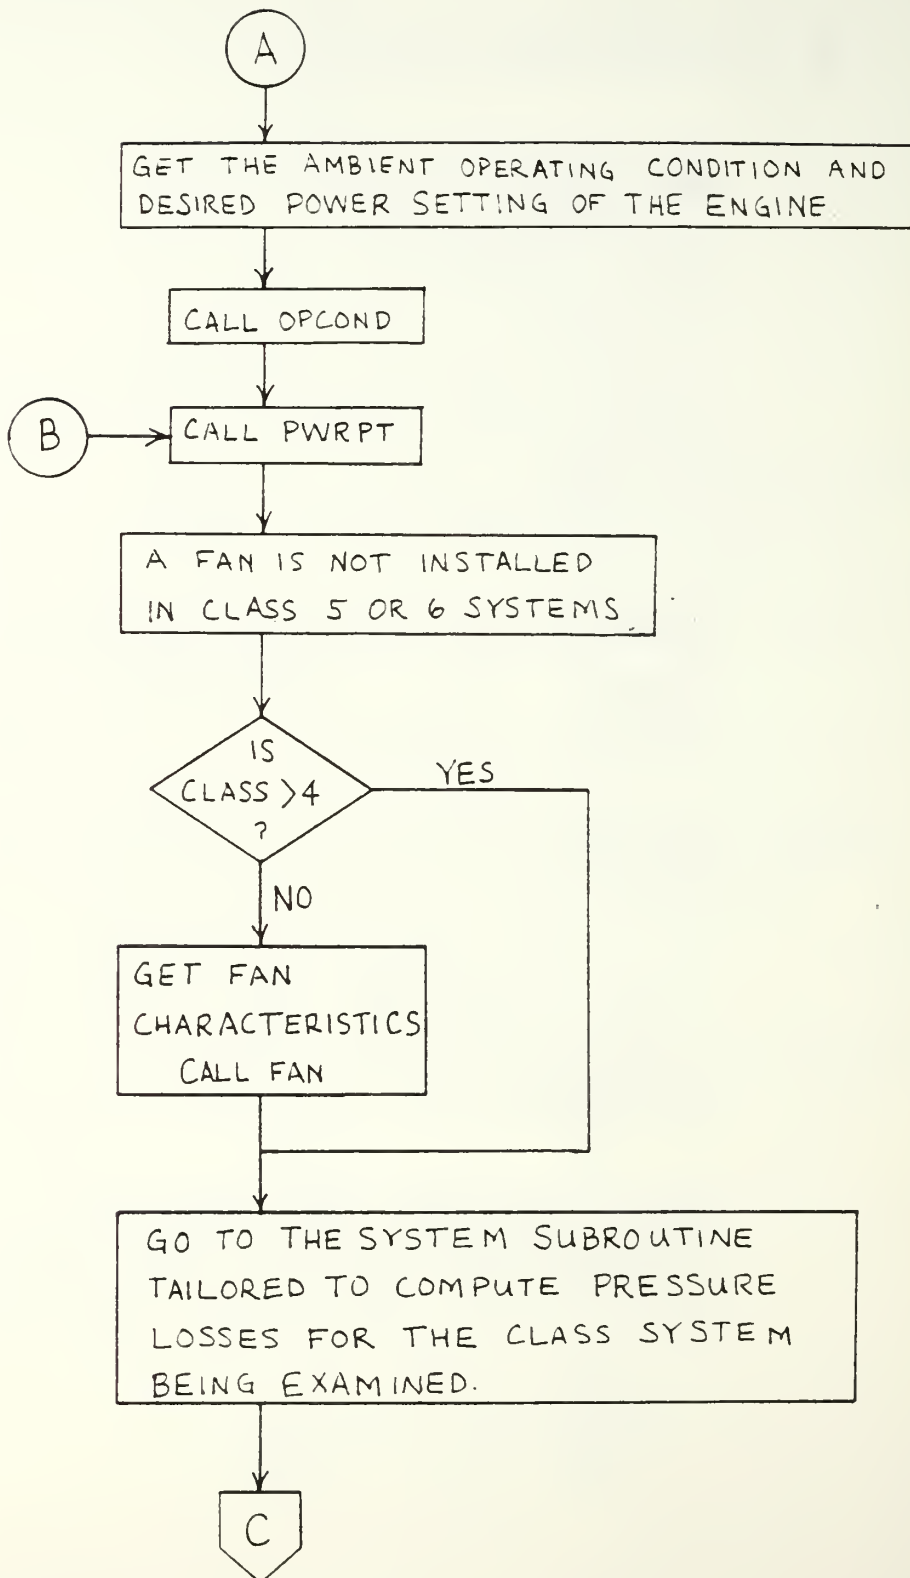 A
GET THE AMBIENT OPERATING CONDITION AND
DESIRED POWER SETTING OF THE ENGINE
CALL OPCOND
B
CALL PWRPT
A FAN IS NOT INSTALLED
IN CLASS 5 OR 6 SYSTEMS
IS
CLASS >4
?
YES
NO
GET FAN
CHARACTERISTICS
CALL FAN
GO TO THE SYSTEM SUBROUTINE
TAILORED TO COMPUTE PRESSURE
LOSSES FOR THE CLASS SYSTEM
BEING EXAMINED.
C